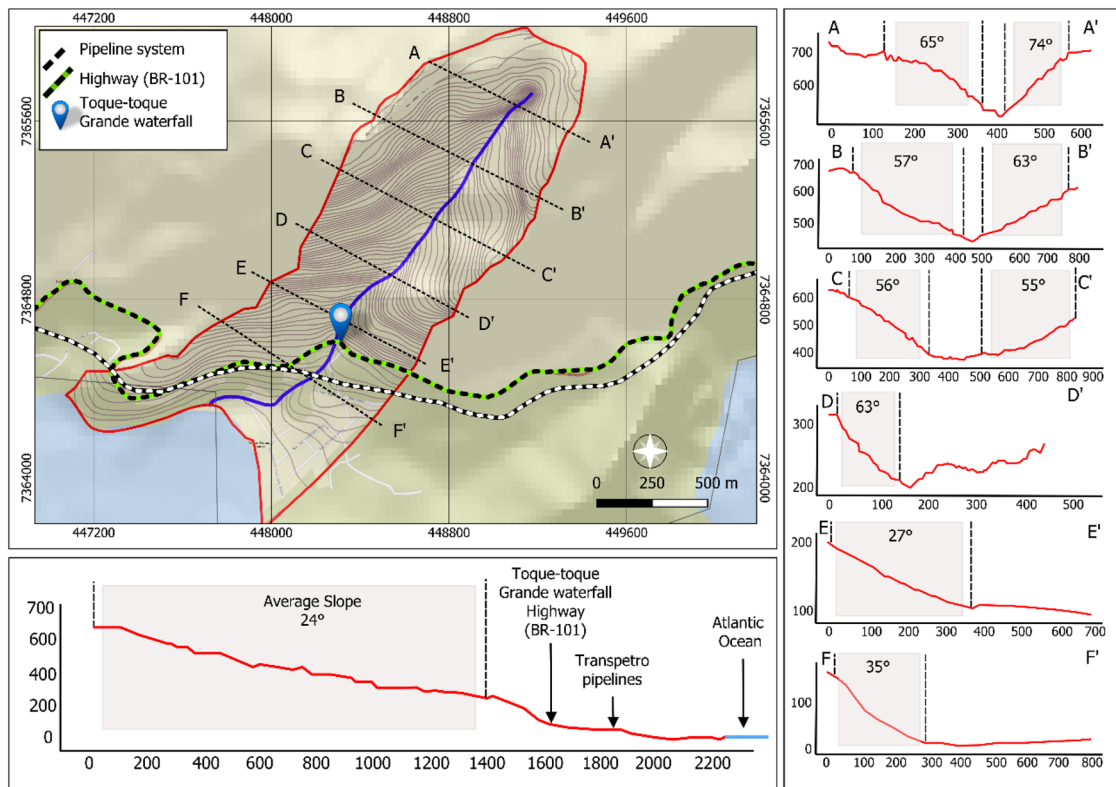 Pipeline system
Highway (BR-101)
Toque-toque
Grande waterfall
447200
448000
448800
449600
7365600
7364800
7364000
7365600
7364800
7364000
447200
448000
448800
449600
A
A'
B
B'
C
C'
D
D'
E
E'
F
F'
0 250 500 m
700
600
400
200
0
0 200 400 600 800 1000 1200 1400 1600 1800 2000 2200
Average Slope
24°
Toque-toque
Grande waterfall
Highway
(BR-101)
Transpetro
pipelines
Atlantic
Ocean
A
A'
65°
74°
700
600
0 100 200 300 400 500 600
B
B'
57°
63°
700
600
500
0 100 200 300 400 500 600 700 800
C
C'
56°
55°
600
500
400
0 100 200 300 400 500 600 700 800 900
D
D'
63°
300
200
0 100 200 300 400 500
E
E'
27°
200
100
0 100 200 300 400 500 600 700
F
F'
35°
100
0
0 100 200 300 400 500 600 700 800